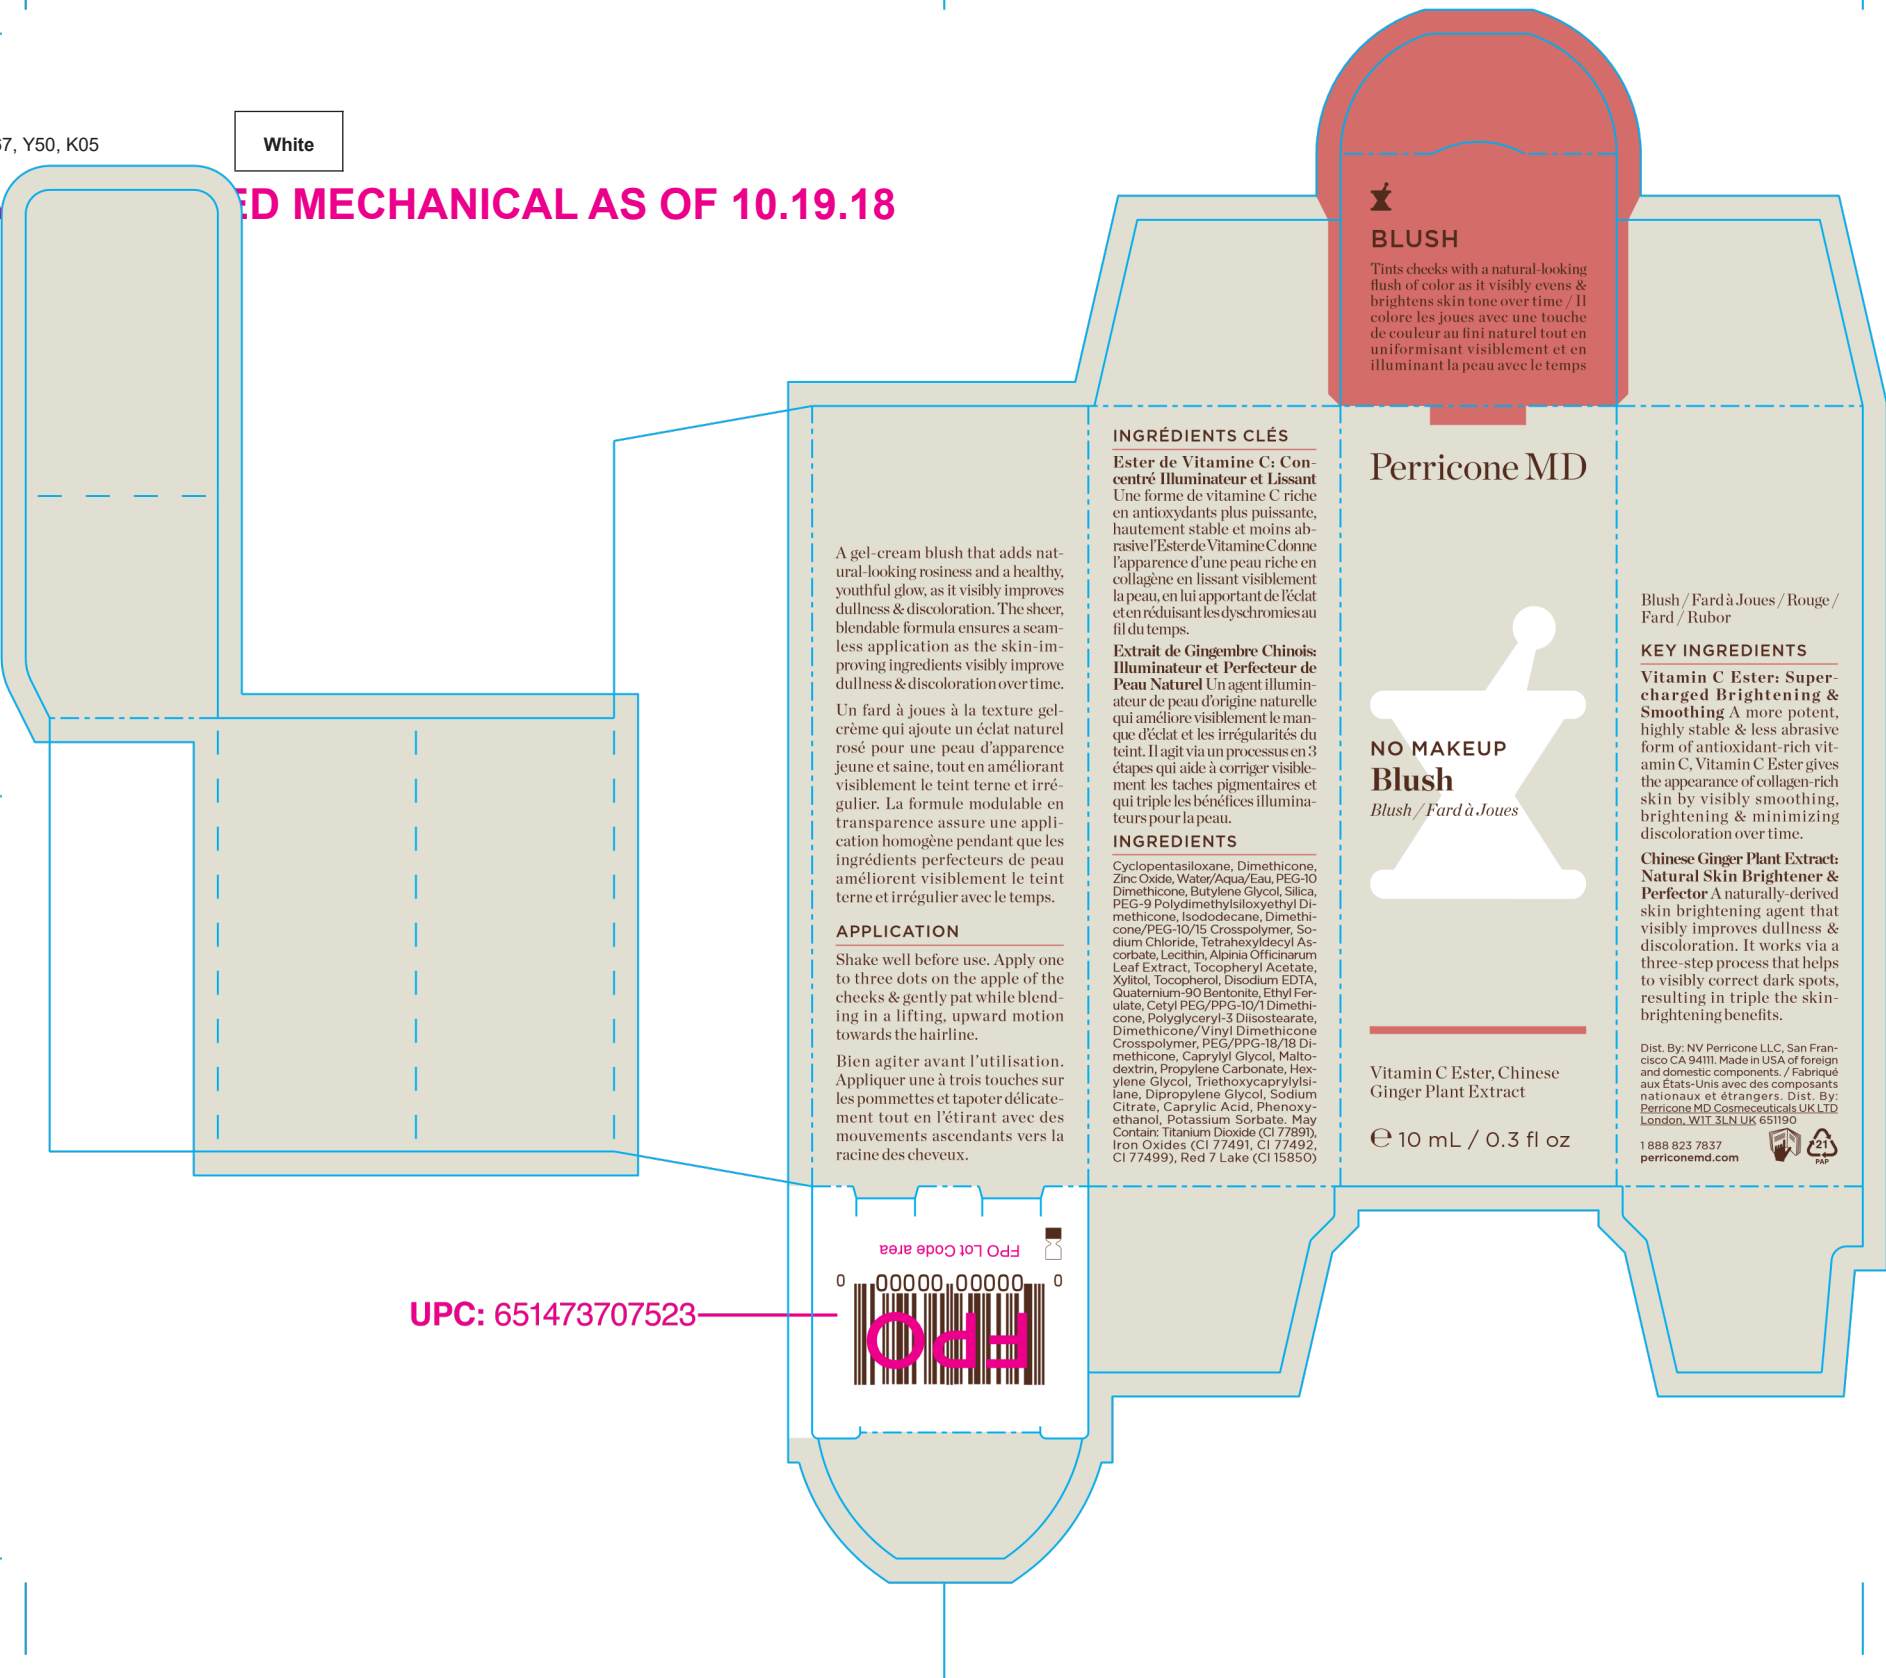 67, Y50, K05
White
ED MECHANICAL AS OF 10.19.18
BLUSH
Tints cheeks with a natural-looking
flush of color as it visibly evens &
brightens skin tone over time / Il
colore les joues avec une touche
de couleur au fini naturel tout en
uniformisant visiblement et en
illuminant la peau avec le temps
A gel-cream blush that adds nat-
ural-looking rosiness and a healthy,
youthful glow, as it visibly improves
dullness & discoloration. The sheer,
blendable formula ensures a seam-
less application as the skin-im-
proving ingredients visibly improve
dullness & discoloration over time.
Un fard à joues à la texture gel-
crème qui ajoute un éclat naturel
rosé pour une peau d'apparence
jeune et saine, tout en améliorant
visiblement le teint terne et irré-
gulier. La formule modulable en
transparence assure une appli-
cation homogène pendant que les
ingrédients perfecteurs de peau
améliorent visiblement le teint
terne et irrégulier avec le temps.
APPLICATION
Shake well before use. Apply one
to three dots on the apple of the
cheeks & gently pat while blend-
ing in a lifting, upward motion
towards the hairline.
Bien agiter avant l'utilisation.
Appliquer une à trois touches sur
les pommettes et tapoter délicate-
ment tout en l'étirant avec des
mouvements ascendants vers la
racine des cheveux.
INGRÉDIENTS CLÉS
Ester de Vitamine C: Con-
centré Illuminateur et Lissant
Une forme de vitamine C riche
en antioxydants plus puissante,
hautement stable et moins ab-
rasive l'Ester de Vitamine C donne
l'apparence d'une peau riche en
collagène en lissant visiblement
la peau, en lui apportant de l'éclat
et en réduisant les dyschromies au
fil du temps.
Extrait de Gingembre Chinois:
Illuminateur et Perfecteur de
Peau Naturel Un agent illumin-
ateur de peau d'origine naturelle
qui améliore visiblement le man-
que d'éclat et les irrégularités du
teint. Il agit via un processus en 3
étapes qui aide à corriger visible-
ment les taches pigmentaires et
qui triple les bénéfices illumina-
teurs pour la peau.
INGREDIENTS
Cyclopentasiloxane, Dimethicone,
Zinc Oxide, Water/Aqua/Eau, PEG-10
Dimethicone, Butylene Glycol, Silica,
PEG-9 Polydimethylsiloxyethyl Di-
methicone, Isododecane, Dimethi-
cone/PEG-10/15 Crosspolymer, So-
dium Chloride, Tetrahexyldecyl As-
corbate, Lecithin, Alpinia Officinarum
Leaf Extract, Tocopheryl Acetate,
Xylitol, Tocopherol, Disodium EDTA,
Quaternium-90 Bentonite, Ethyl Fer-
ulate, Cetyl PEG/PPG-10/1 Dimethi-
cone, Polyglyceryl-3 Diisostearate,
Dimethicone/Vinyl Dimethicone
Crosspolymer, PEG/PPG-18/18 Di-
methicone, Caprylyl Glycol, Malto-
dextrin, Propylene Carbonate, Hex-
ylene Glycol, Triethoxycaprylylsi-
lane, Dipropylene Glycol, Sodium
Citrate, Caprylic Acid, Phenoxy-
ethanol, Potassium Sorbate. May
Contain: Titanium Dioxide (CI 77891),
Iron Oxides (CI 77491, CI 77492,
CI 77499), Red 7 Lake (CI 15850)
Perricone MD
NO MAKEUP
Blush
Blush / Fard à Joues
Vitamin C Ester, Chinese
Ginger Plant Extract
℮ 10 mL / 0.3 fl oz
Blush / Fard à Joues / Rouge /
Fard / Rubor
KEY INGREDIENTS
Vitamin C Ester: Super-
charged Brightening &
Smoothing A more potent,
highly stable & less abrasive
form of antioxidant-rich vit-
amin C, Vitamin C Ester gives
the appearance of collagen-rich
skin by visibly smoothing,
brightening & minimizing
discoloration over time.
Chinese Ginger Plant Extract:
Natural Skin Brightener &
Perfector A naturally-derived
skin brightening agent that
visibly improves dullness &
discoloration. It works via a
three-step process that helps
to visibly correct dark spots,
resulting in triple the skin-
brightening benefits.
Dist. By: NV Perricone LLC, San Fran-
cisco CA 94111. Made in USA of foreign
and domestic components. / Fabriqué
aux États-Unis avec des composants
nationaux et étrangers. Dist. By:
Perricone MD Cosmeceuticals UK LTD
London, W1T 3LN UK 651190
1 888 823 7837
perriconemd.com
21
PAP
FPO Lot Code area
0 00000 00000 0
FPO
UPC: 651473707523